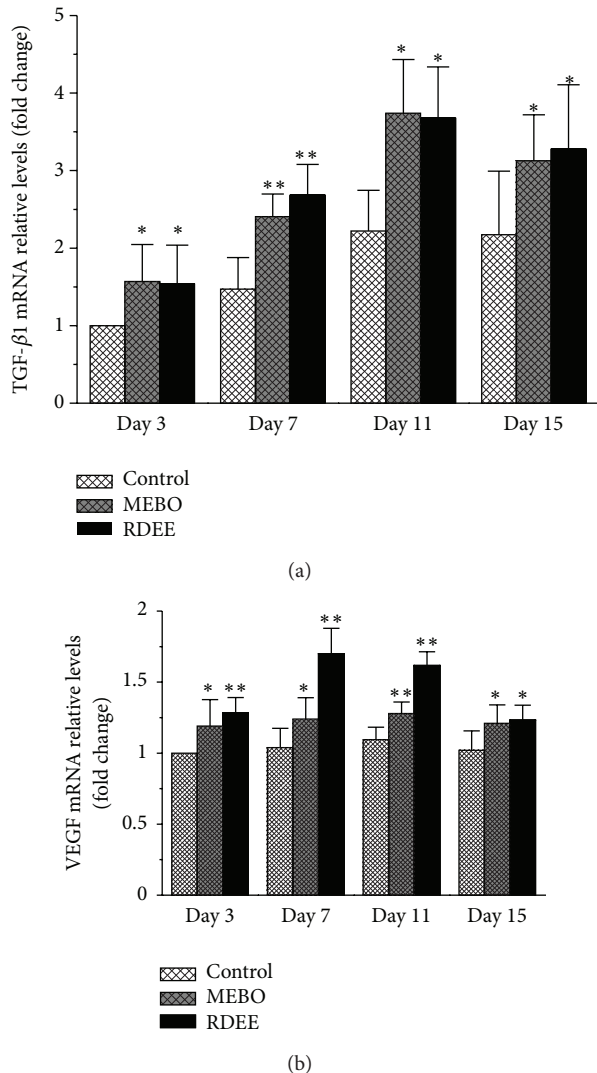 TGF-β1 mRNA relative levels (fold change)
5
4
3
2
1
0
* * ** ** * * * *
Day 3 Day 7 Day 11 Day 15
Control
MEBO
RDEE
(a)
VEGF mRNA relative levels
(fold change)
2
1.5
1
0.5
0
* ** * ** ** ** * *
Day 3 Day 7 Day 11 Day 15
Control
MEBO
RDEE
(b)